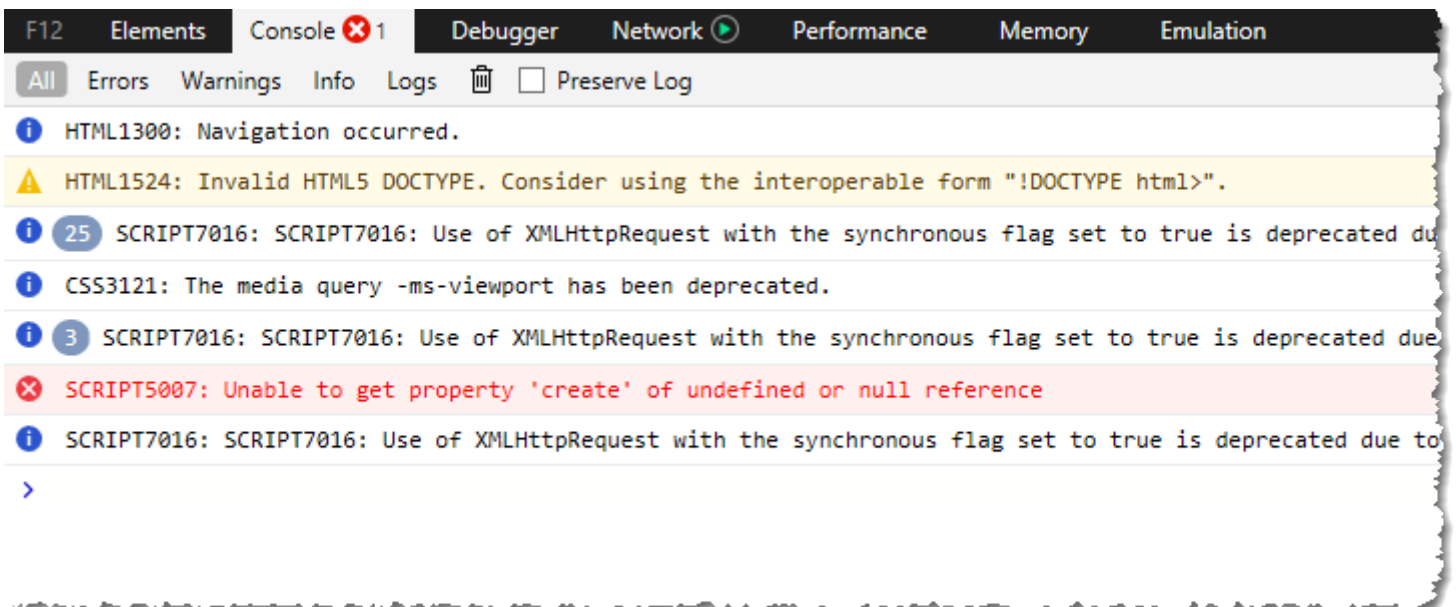 F12 Elements Console 1 Debugger Network Performance Memory Emulation
All Errors Warnings Info Logs Preserve Log
HTML1300: Navigation occurred.
HTML1524: Invalid HTML5 DOCTYPE. Consider using the interoperable form "!DOCTYPE html>".
25 SCRIPT7016: SCRIPT7016: Use of XMLHttpRequest with the synchronous flag set to true is deprecated du
CSS3121: The media query -ms-viewport has been deprecated.
3 SCRIPT7016: SCRIPT7016: Use of XMLHttpRequest with the synchronous flag set to true is deprecated due
SCRIPT5007: Unable to get property 'create' of undefined or null reference
SCRIPT7016: SCRIPT7016: Use of XMLHttpRequest with the synchronous flag set to true is deprecated due to